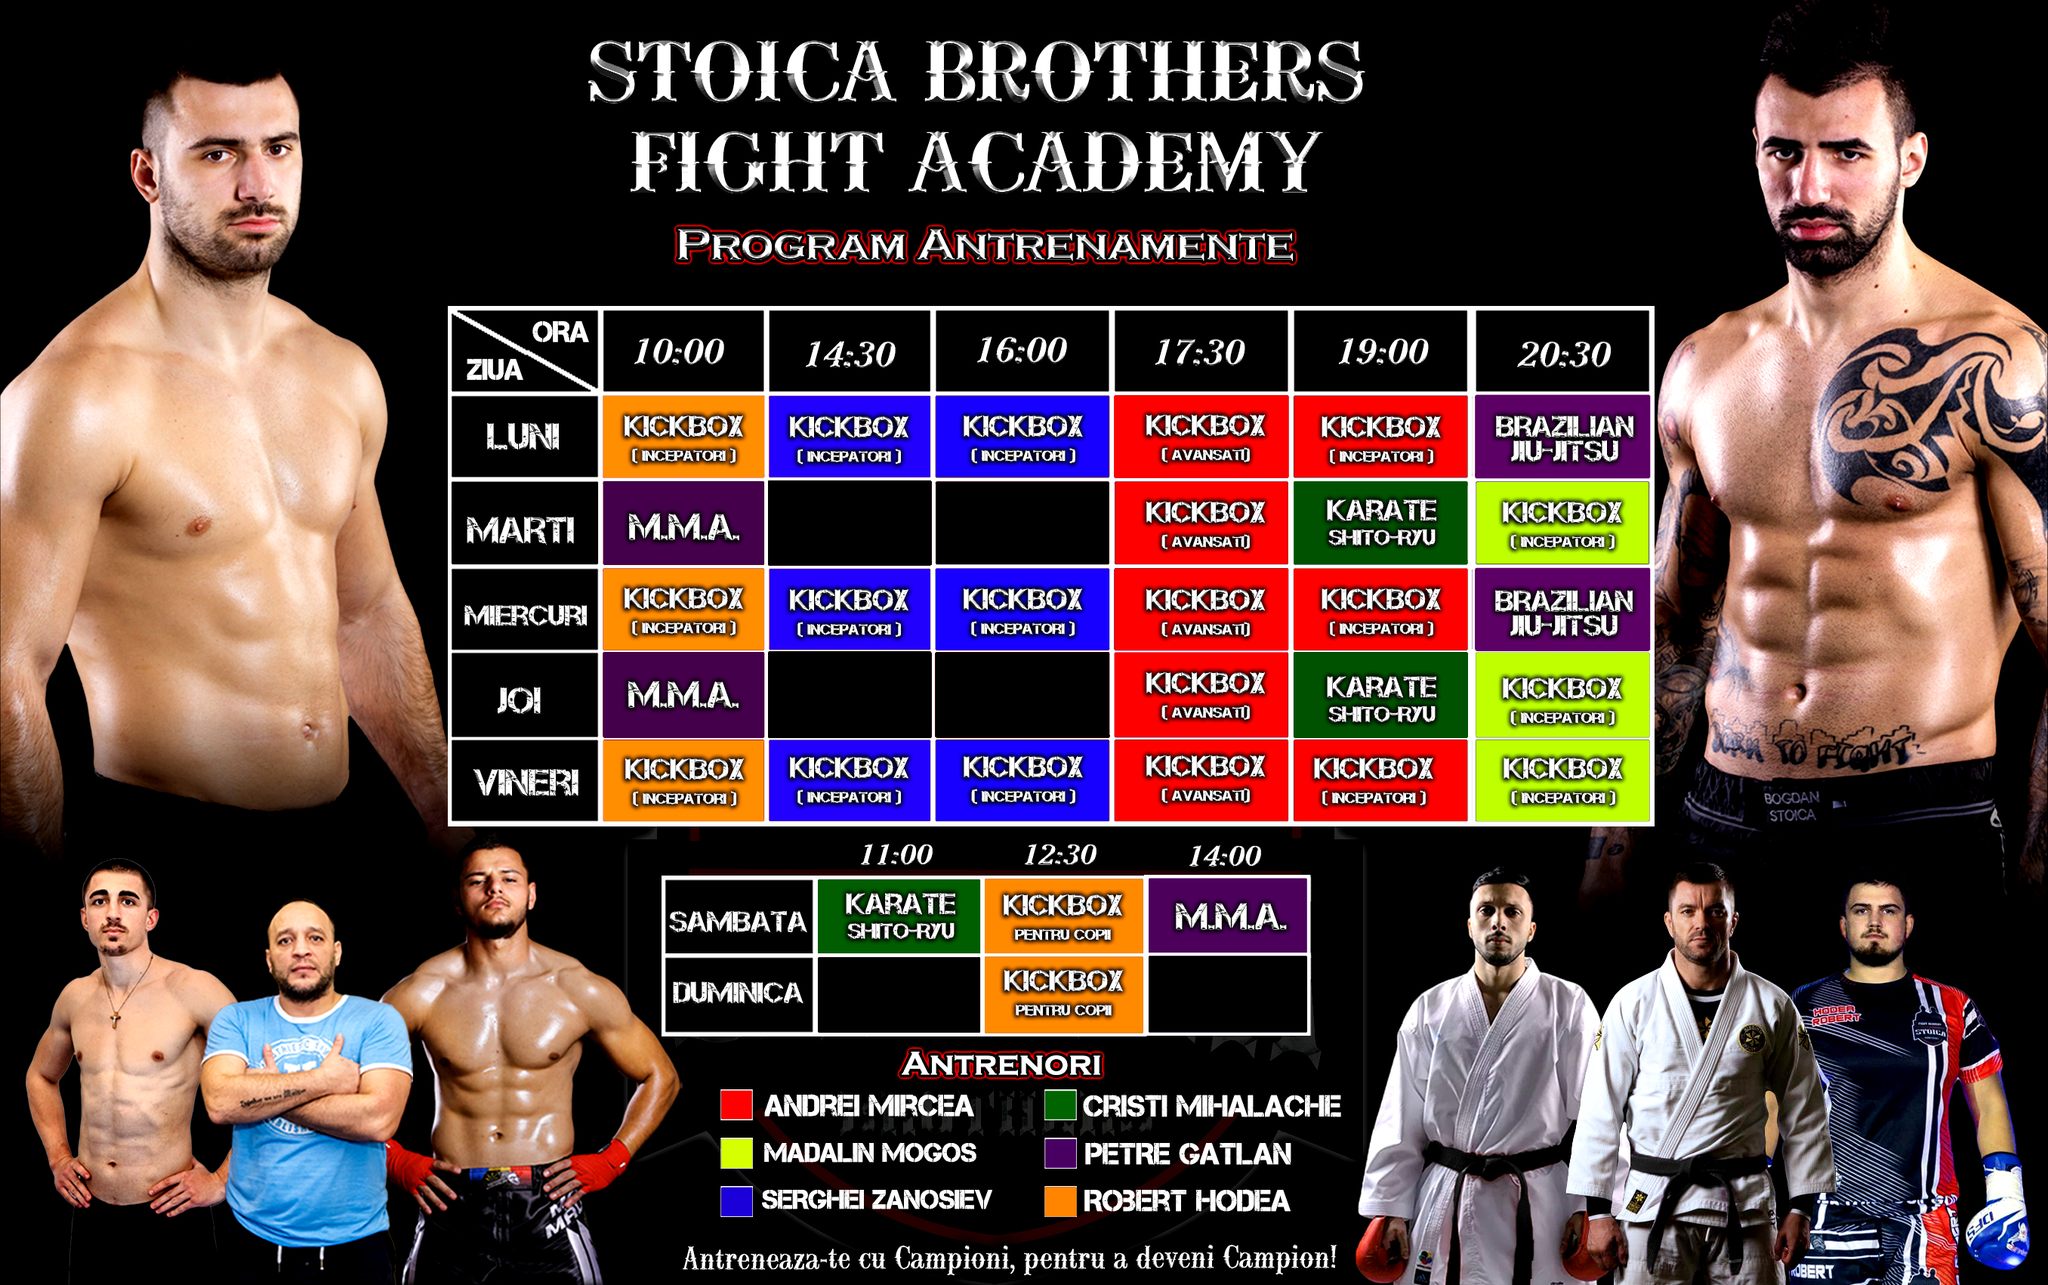 STOICA BROTHERS
FIGHT ACADEMY
PROGRAM ANTRENAMENTE
ORA
ZIUA
10:00 14:30 16:00 17:30 19:00 20:30
LUNI
KICKBOX
( INCEPATORI )
KICKBOX
( INCEPATORI )
KICKBOX
( INCEPATORI )
KICKBOX
( AVANSATI)
KICKBOX
( INCEPATORI )
BRAZILIAN
JIU-JITSU
MARTI
M.M.A.
KICKBOX
( AVANSATI)
KARATE
SHITO-RYU
KICKBOX
( INCEPATORI )
MIERCURI
KICKBOX
( INCEPATORI )
KICKBOX
( INCEPATORI )
KICKBOX
( INCEPATORI )
KICKBOX
( AVANSATI)
KICKBOX
( INCEPATORI )
BRAZILIAN
JIU-JITSU
JOI
M.M.A.
KICKBOX
( AVANSATI)
KARATE
SHITO-RYU
KICKBOX
( INCEPATORI )
VINERI
KICKBOX
( INCEPATORI )
KICKBOX
( INCEPATORI )
KICKBOX
( INCEPATORI )
KICKBOX
( AVANSATI)
KICKBOX
( INCEPATORI )
KICKBOX
( INCEPATORI )
TO FIGHT
BOGDAN
STOICA
11:00 12:30 14:00
SAMBATA
KARATE
SHITO-RYU
KICKBOX
PENTRU COPII
M.M.A.
DUMINICA
KICKBOX
PENTRU COPII
ANTRENORI
ANDREI MIRCEA
CRISTI MIHALACHE
MADALIN MOGOS
PETRE GATLAN
SERGHEI ZANOSIEV
ROBERT HODEA
Antreneaza-te cu Campioni, pentru a deveni Campion!
HODEA
ROBERT
STOICA
ROBERT